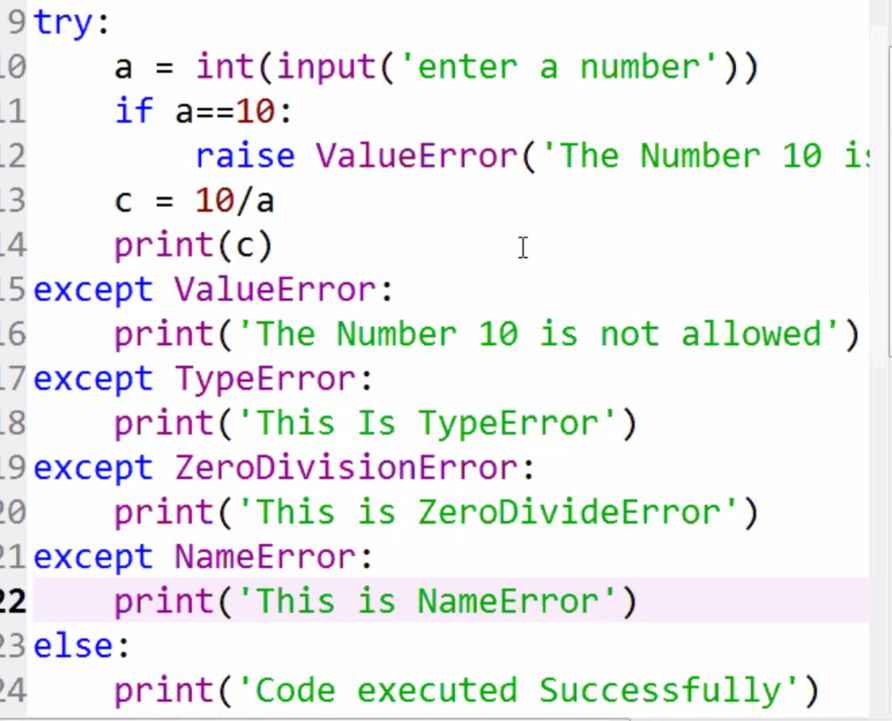 9 try:
10     a = int(input('enter a number'))
11     if a==10:
12         raise ValueError('The Number 10 is
13     c = 10/a
14     print(c)
15 except ValueError:
16     print('The Number 10 is not allowed')
17 except TypeError:
18     print('This Is TypeError')
19 except ZeroDivisionError:
20     print('This is ZeroDivideError')
21 except NameError:
22     print('This is NameError')
23 else:
24     print('Code executed Successfully')